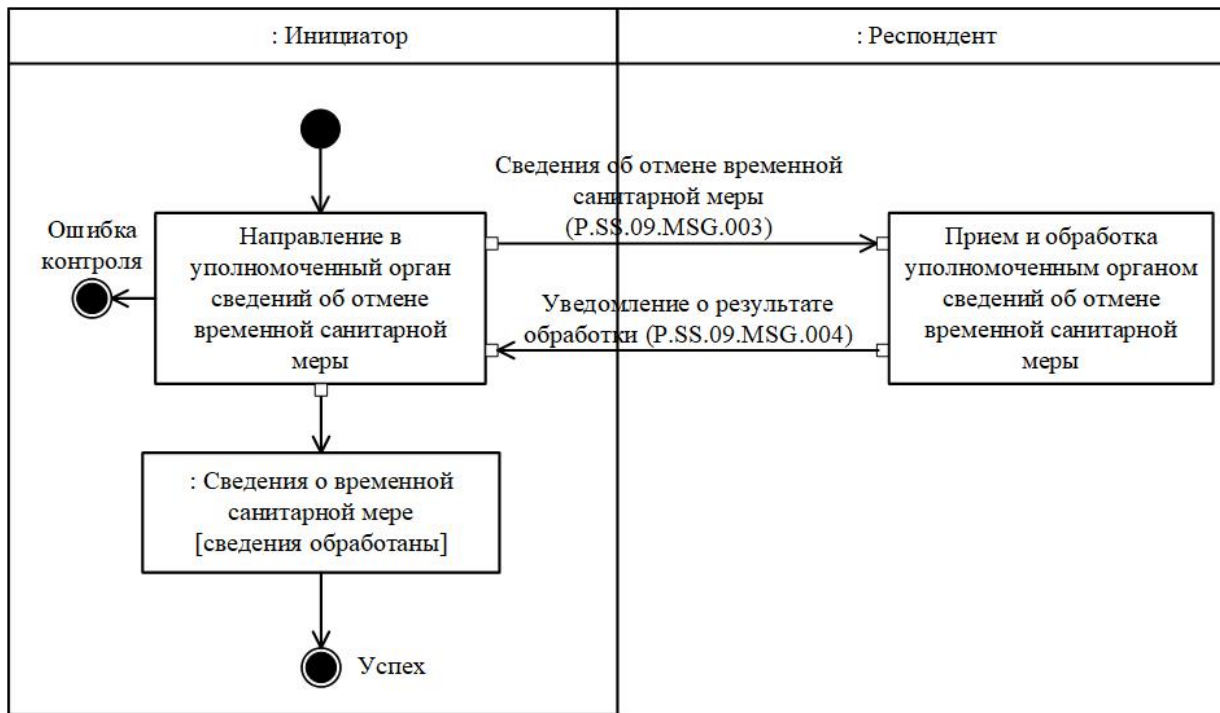 : Инициатор
: Респондент
Сведения об отмене временной
санитарной меры
(P.SS.09.MSG.003)
Ошибка
контроля
Направление в
уполномоченный орган
сведений об отмене
временной санитарной
меры
Прием и обработка
уполномоченным органом
сведений об отмене
временной санитарной
меры
Уведомление о результате
обработки (P.SS.09.MSG.004)
: Сведения о временной
санитарной мере
[сведения обработаны]
Успех